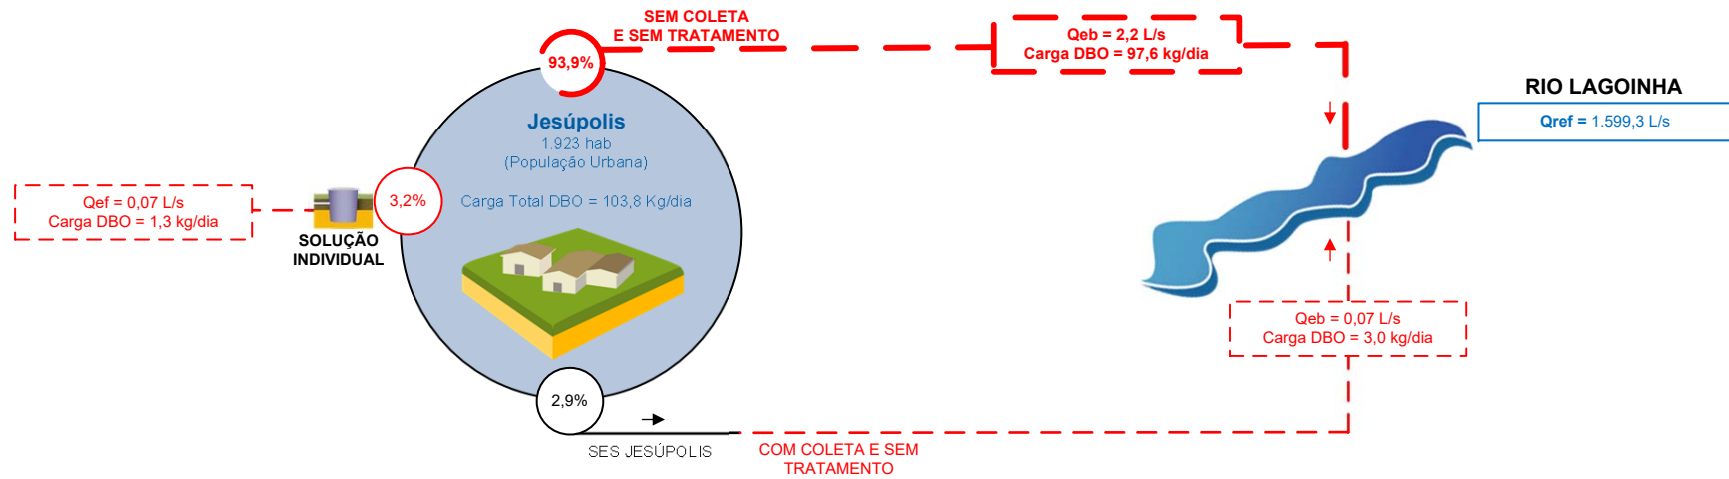 SEM COLETA
E SEM TRATAMENTO
93,9%
Qeb = 2,2 L/s
Carga DBO = 97,6 kg/dia
RIO LAGOINHA
Qref = 1.599,3 L/s
Jesúpolis
1.923 hab
(População Urbana)
Carga Total DBO = 103,8 Kg/dia
3,2%
Qef = 0,07 L/s
Carga DBO = 1,3 kg/dia
SOLUÇÃO
INDIVIDUAL
Qeb = 0,07 L/s
Carga DBO = 3,0 kg/dia
2,9%
SES JESÚPOLIS
COM COLETA E SEM
TRATAMENTO